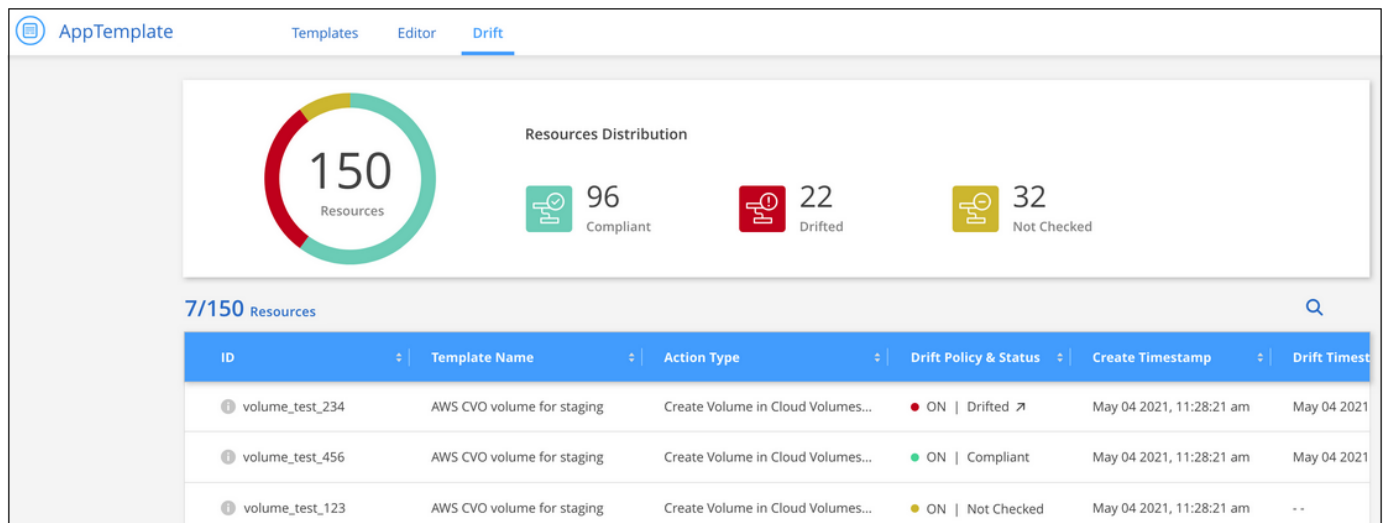 AppTemplate Templates Editor Drift
150
Resources
Resources Distribution
96
Compliant
22
Drifted
32
Not Checked
7/150 Resources
ID Template Name Action Type Drift Policy & Status Create Timestamp Drift Timest
volume_test_234 AWS CVO volume for staging Create Volume in Cloud Volumes... ON | Drifted May 04 2021, 11:28:21 am May 04 2021
volume_test_456 AWS CVO volume for staging Create Volume in Cloud Volumes... ON | Compliant May 04 2021, 11:28:21 am May 04 2021
volume_test_123 AWS CVO volume for staging Create Volume in Cloud Volumes... ON | Not Checked May 04 2021, 11:28:21 am - -